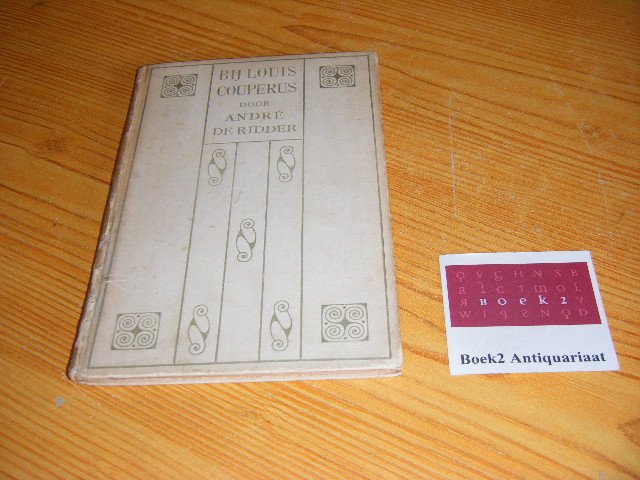 BIJ LOUIS
COUPERUS
DOOR
ANDRÉ
DE RIDDER
BOEK2
Boek2 Antiquariaat